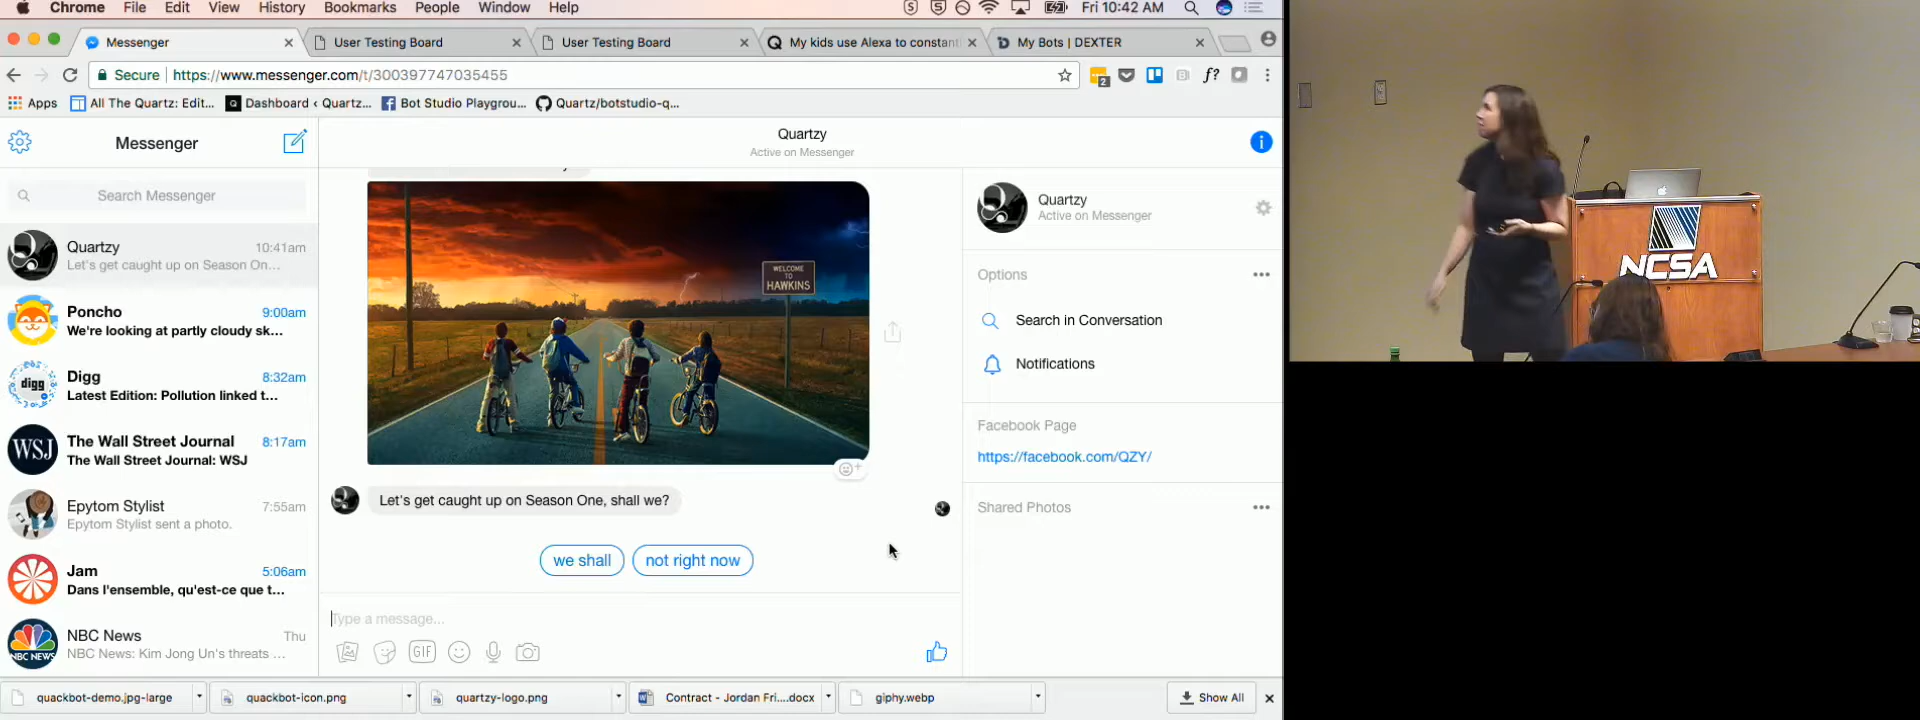 Chrome File Edit View History Bookmarks People Window Help
Fri 10:42 AM
Messenger
User Testing Board
User Testing Board
My kids use Alexa to constan
My Bots | DEXTER
Secure https://www.messenger.com/t/300397747035455
2
f?
Apps
All The Quartz: Edit...
Dashboard ‹ Quartz...
Bot Studio Playgrou...
Quartz/botstudio-q...
Messenger
Search Messenger
Quartzy 10:41am
Let's get caught up on Season On...
Poncho 9:00am
We're looking at partly cloudy sk...
digg
Digg 8:32am
Latest Edition: Pollution linked t...
WSJ
The Wall Street Journal 8:17am
The Wall Street Journal: WSJ
Epytom Stylist 7:55am
Epytom Stylist sent a photo.
Jam 5:06am
Dans l'ensemble, qu'est-ce que t...
NBC NEWS
NBC News Thu
NBC News: Kim Jong Un's threats ...
Quartzy
Active on Messenger
WELCOME
TO
HAWKINS
Let's get caught up on Season One, shall we?
we shall
not right now
Type a message...
GIF
Quartzy
Active on Messenger
Options
Search in Conversation
Notifications
Facebook Page
https://facebook.com/QZY/
Shared Photos
quackbot-demo.jpg-large
quackbot-icon.png
quartzy-logo.png
Contract - Jordan Fri....docx
giphy.webp
Show All
NCSA